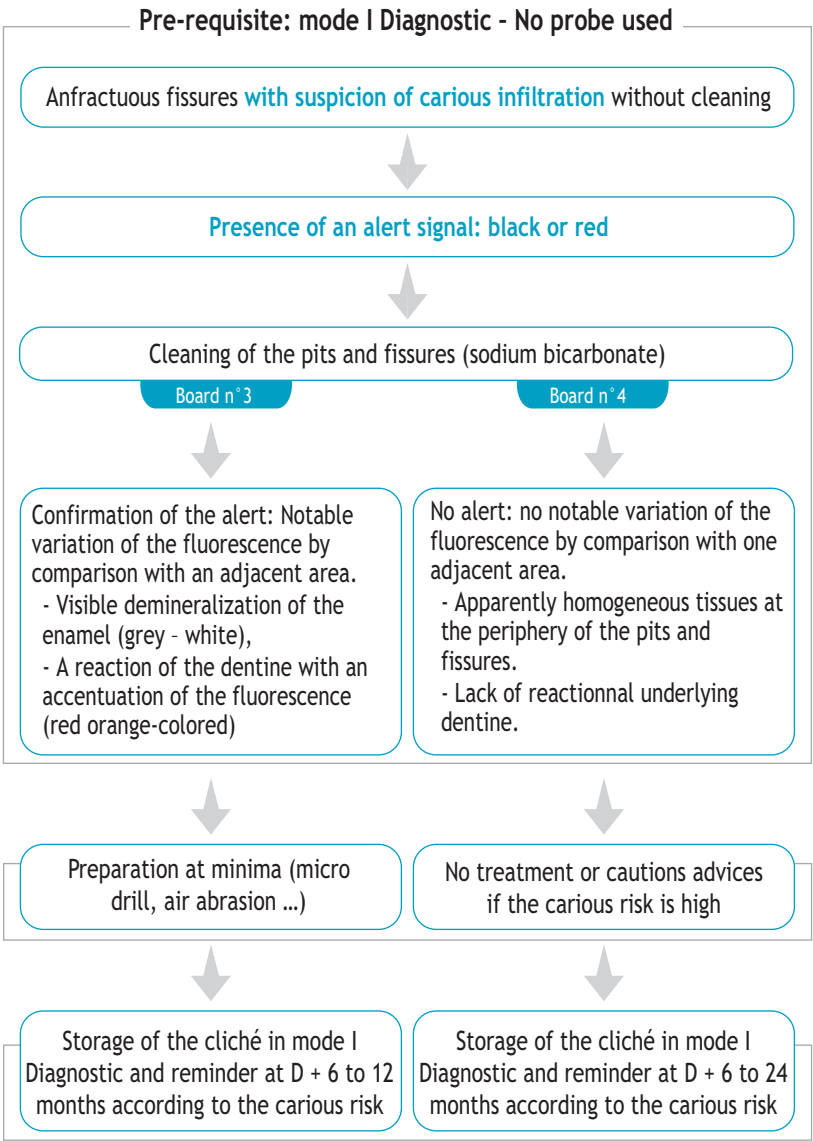 Pre-requisite: mode I Diagnostic - No probe used
Anfractuous fissures with suspicion of carious infiltration without cleaning
Presence of an alert signal: black or red
Cleaning of the pits and fissures (sodium bicarbonate)
Board n°3
Board n°4
Confirmation of the alert: Notable
variation of the fluorescence by
comparison with an adjacent area.
- Visible demineralization of the
enamel (grey – white),
- A reaction of the dentine with an
accentuation of the fluorescence
(red orange-colored)
No alert: no notable variation of the
fluorescence by comparison with one
adjacent area.
- Apparently homogeneous tissues at
the periphery of the pits and
fissures.
- Lack of reactionnal underlying
dentine.
Preparation at minima (micro
drill, air abrasion ...)
No treatment or cautions advices
if the carious risk is high
Storage of the cliché in mode I
Diagnostic and reminder at D + 6 to 12
months according to the carious risk
Storage of the cliché in mode I
Diagnostic and reminder at D + 6 to 24
months according to the carious risk